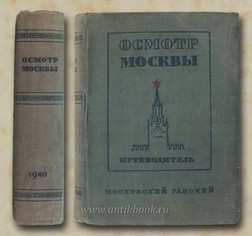 ОСМОТР
МОСКВЫ
1940
ОСМОТР
МОСКВЫ
ПУТЕВОДИТЕЛЬ
МОСКОВСКИЙ РАБОЧИЙ
www.antikbook.ru